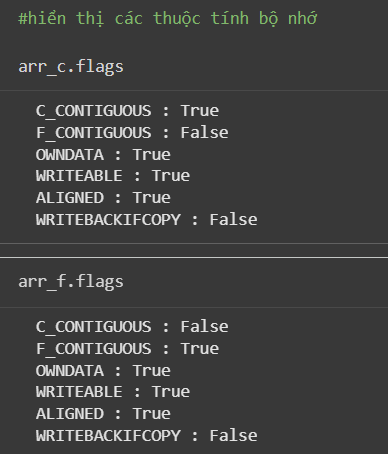 #hiển thị các thuộc tính bộ nhớ
arr_c.flags
C_CONTIGUOUS : True
F_CONTIGUOUS : False
OWNDATA : True
WRITEABLE : True
ALIGNED : True
WRITEBACKIFCOPY : False
arr_f.flags
C_CONTIGUOUS : False
F_CONTIGUOUS : True
OWNDATA : True
WRITEABLE : True
ALIGNED : True
WRITEBACKIFCOPY : False